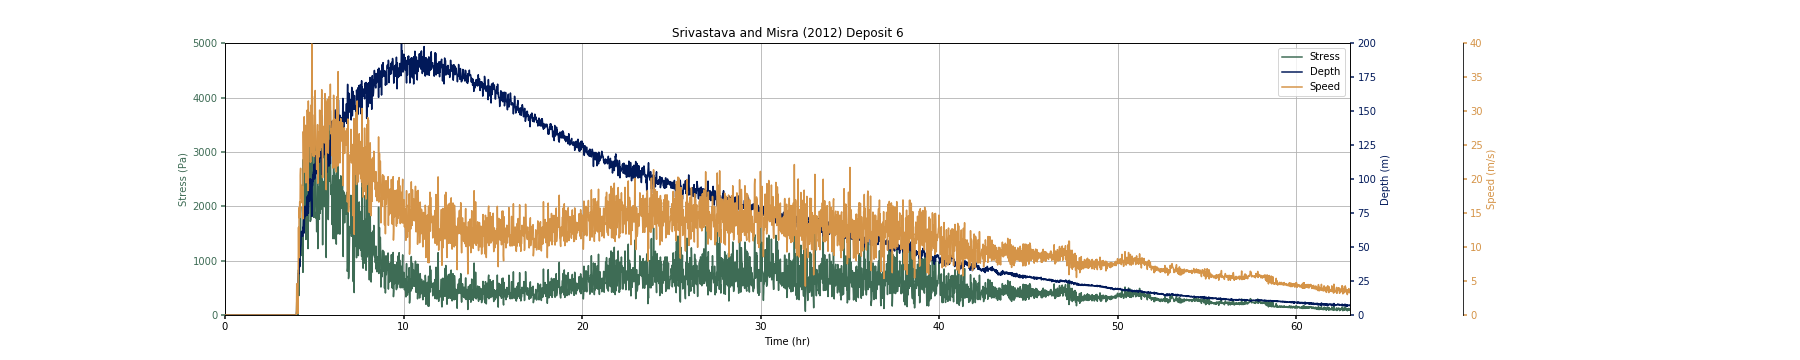 Srivastava and Misra (2012) Deposit 6
Stress
Depth
Speed
5000
4000
3000
2000
1000
0
Stress (Pa)
200
175
150
125
100
75
50
25
0
Depth (m)
40
35
30
25
20
15
10
5
0
Speed (m/s)
0 10 20 30 40 50 60
Time (hr)